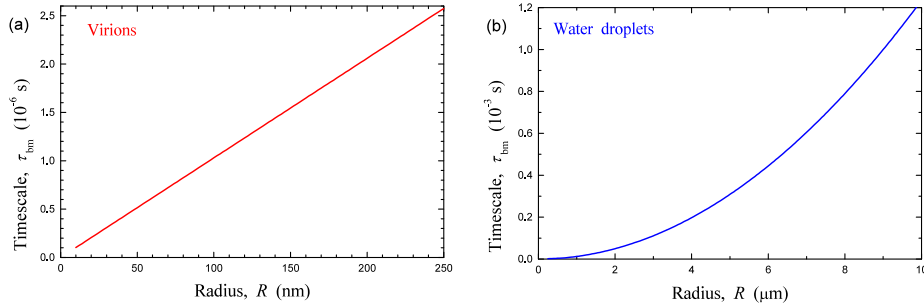 (a)
Virions
Timescale, τbm (10⁻⁶ s)
2.5
2.0
1.5
1.0
0.5
0.0
0 50 100 150 200 250
Radius, R (nm)
(b)
Water droplets
Timescale, τbm (10⁻³ s)
1.2
1.0
0.8
0.6
0.4
0.2
0.0
0 2 4 6 8 10
Radius, R (μm)